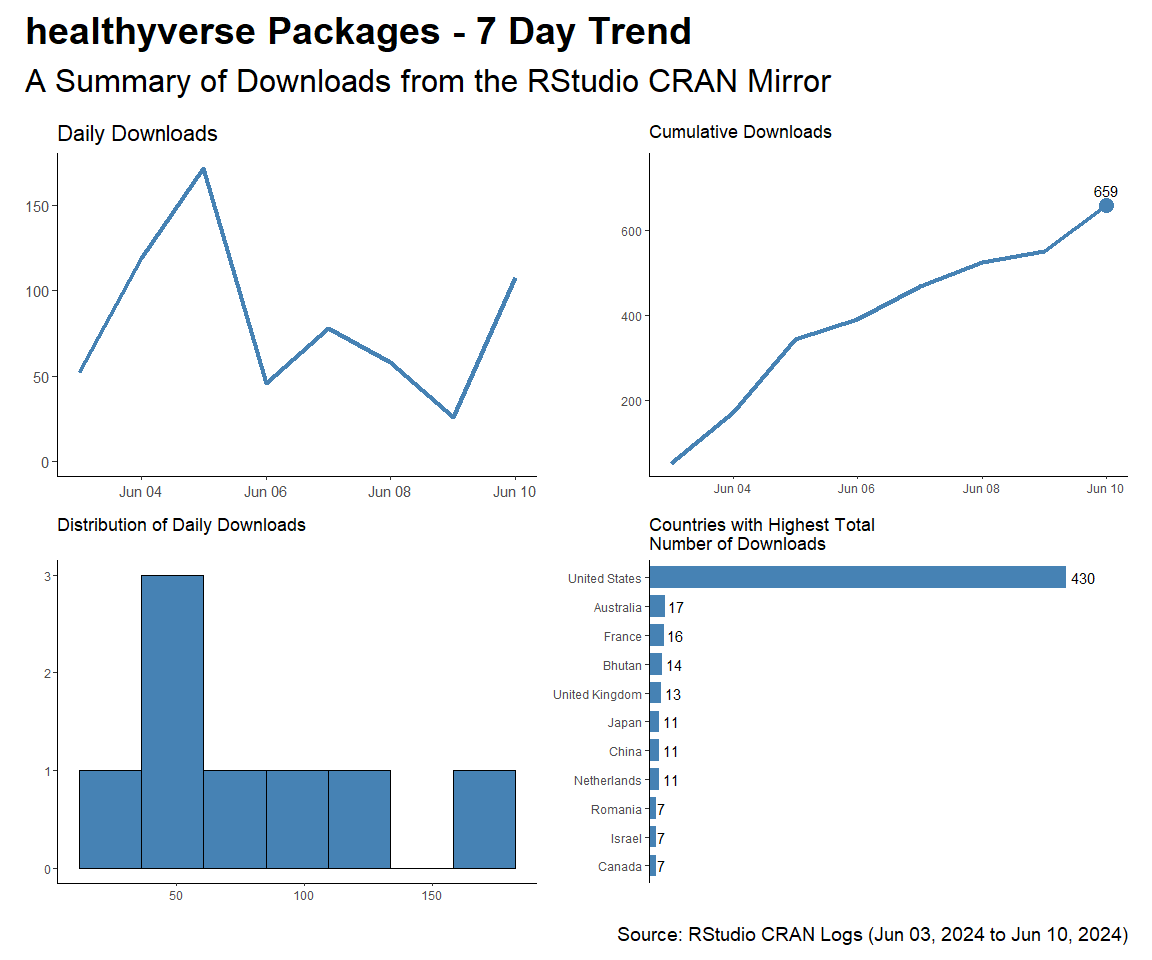 healthyverse Packages - 7 Day Trend
A Summary of Downloads from the RStudio CRAN Mirror
Daily Downloads
150
100
50
0
Jun 04 Jun 06 Jun 08 Jun 10
Cumulative Downloads
659
600
400
200
Jun 04 Jun 06 Jun 08 Jun 10
Distribution of Daily Downloads
3
2
1
0
50 100 150
Countries with Highest Total
Number of Downloads
United States 430
Australia 17
France 16
Bhutan 14
United Kingdom 13
Japan 11
China 11
Netherlands 11
Romania 7
Israel 7
Canada 7
Source: RStudio CRAN Logs (Jun 03, 2024 to Jun 10, 2024)